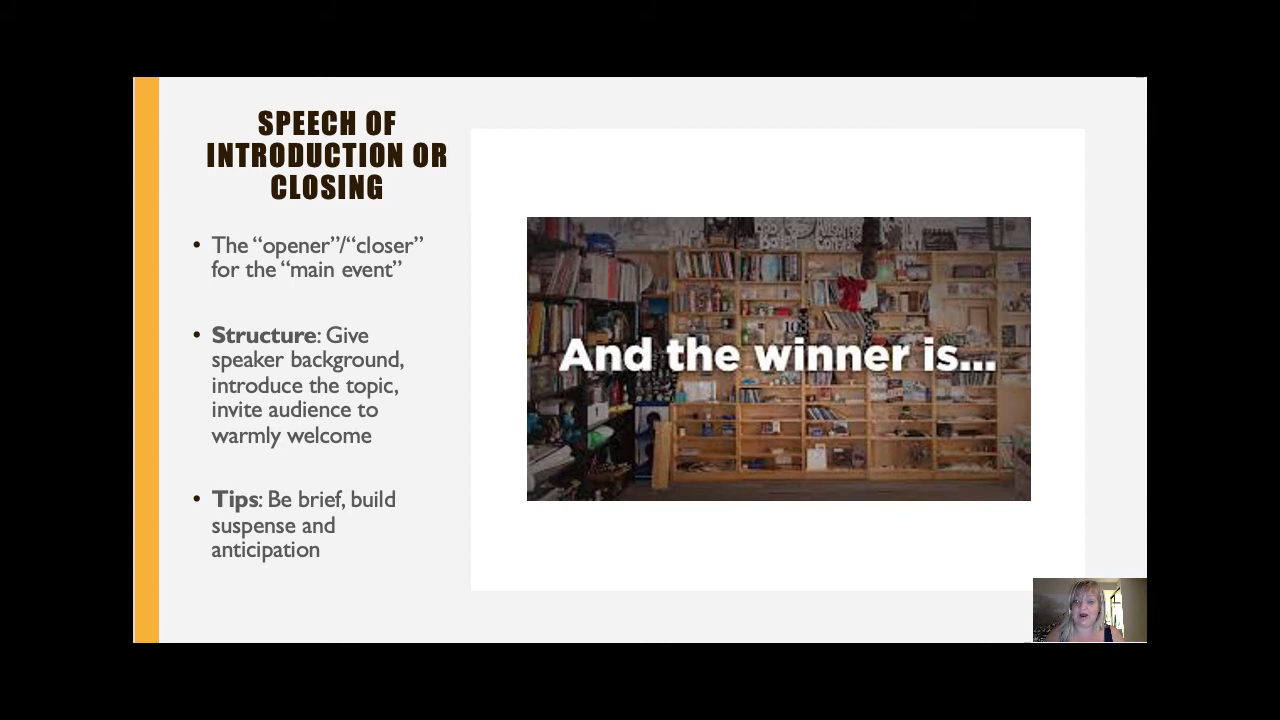 SPEECH OF
INTRODUCTION OR
CLOSING
• The “opener”/“closer”
for the “main event”
• Structure: Give
speaker background,
introduce the topic,
invite audience to
warmly welcome
• Tips: Be brief, build
suspense and
anticipation
And the winner is...